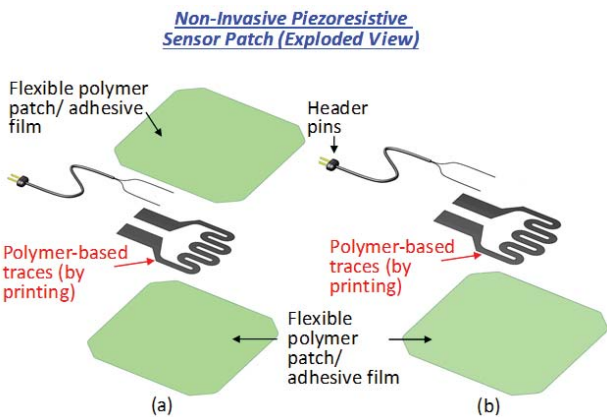 Non-Invasive Piezoresistive
Sensor Patch (Exploded View)
Flexible polymer
patch/ adhesive
film
Header
pins
Polymer-based
traces (by
printing)
Polymer-based
traces (by
printing)
Flexible
polymer
patch/
adhesive film
(a)
(b)